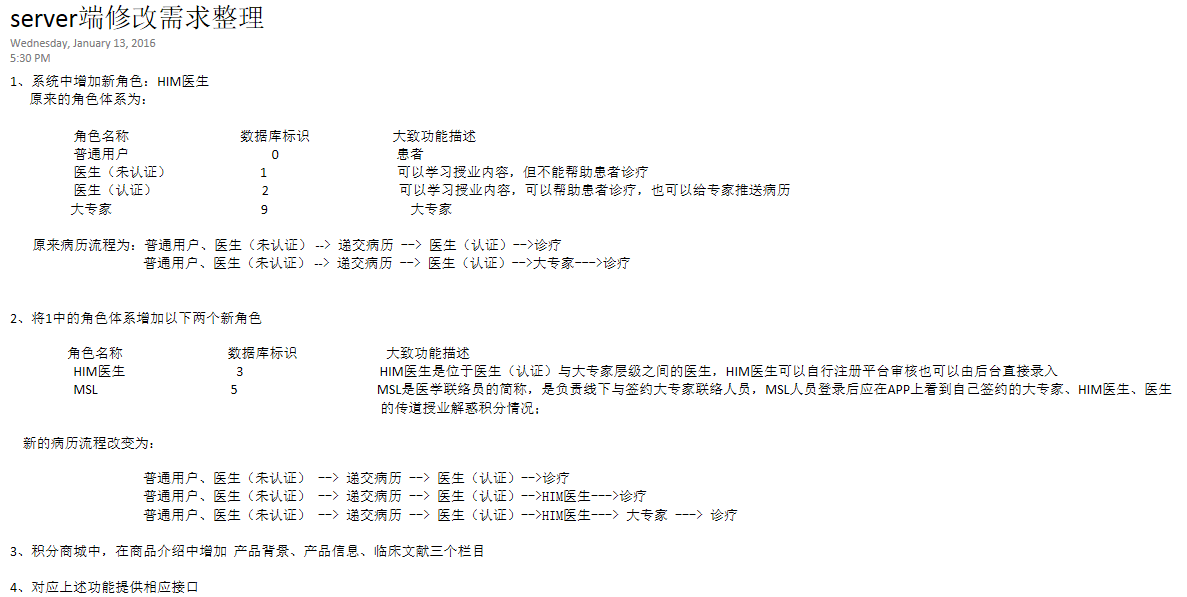 server端修改需求整理
Wednesday, January 13, 2016
5:30 PM
1、系统中增加新角色：HIM医生
原来的角色体系为：
角色名称 数据库标识 大致功能描述
普通用户 0 患者
医生（未认证） 1 可以学习授业内容，但不能帮助患者诊疗
医生（认证） 2 可以学习授业内容，可以帮助患者诊疗，也可以给专家推送病历
大专家 9 大专家
原来病历流程为：普通用户、医生（未认证）--> 递交病历 --> 医生（认证）-->诊疗
普通用户、医生（未认证）--> 递交病历 --> 医生（认证）-->大专家--->诊疗
2、将1中的角色体系增加以下两个新角色
角色名称 数据库标识 大致功能描述
HIM医生 3 HIM医生是位于医生（认证）与大专家层级之间的医生，HIM医生可以自行注册平台审核也可以由后台直接录入
MSL 5 MSL是医学联络员的简称，是负责线下与签约大专家联络人员，MSL人员登录后应在APP上看到自己签约的大专家、HIM医生、医生
的传道授业解惑积分情况；
新的病历流程改变为：
普通用户、医生（未认证） --> 递交病历 --> 医生（认证）-->诊疗
普通用户、医生（未认证） --> 递交病历 --> 医生（认证）-->HIM医生--->诊疗
普通用户、医生（未认证） --> 递交病历 --> 医生（认证）-->HIM医生---> 大专家 ---> 诊疗
3、积分商城中，在商品介绍中增加 产品背景、产品信息、临床文献三个栏目
4、对应上述功能提供相应接口